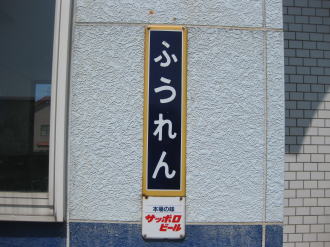 ふうれん
本場の味
サッポロ
ビール